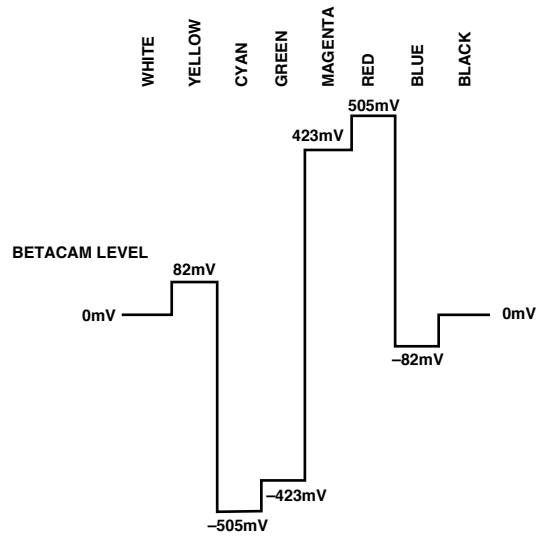 WHITE
YELLOW
CYAN
GREEN
MAGENTA
RED
BLUE
BLACK
505mV
423mV
BETACAM LEVEL
82mV
0mV
0mV
–82mV
–423mV
–505mV